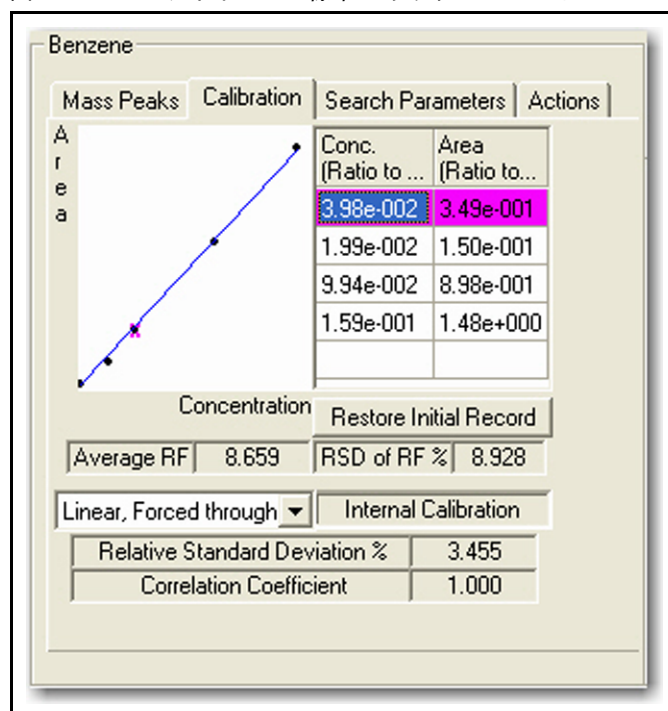 Benzene
Mass Peaks Calibration Search Parameters Actions
Area
Conc. (Ratio to ... Area (Ratio to...
3.98e-002 3.49e-001
1.99e-002 1.50e-001
9.94e-002 8.98e-001
1.59e-001 1.48e+000
Concentration
Restore Initial Record
Average RF 8.659 RSD of RF % 8.928
Linear, Forced through Internal Calibration
Relative Standard Deviation % 3.455
Correlation Coefficient 1.000